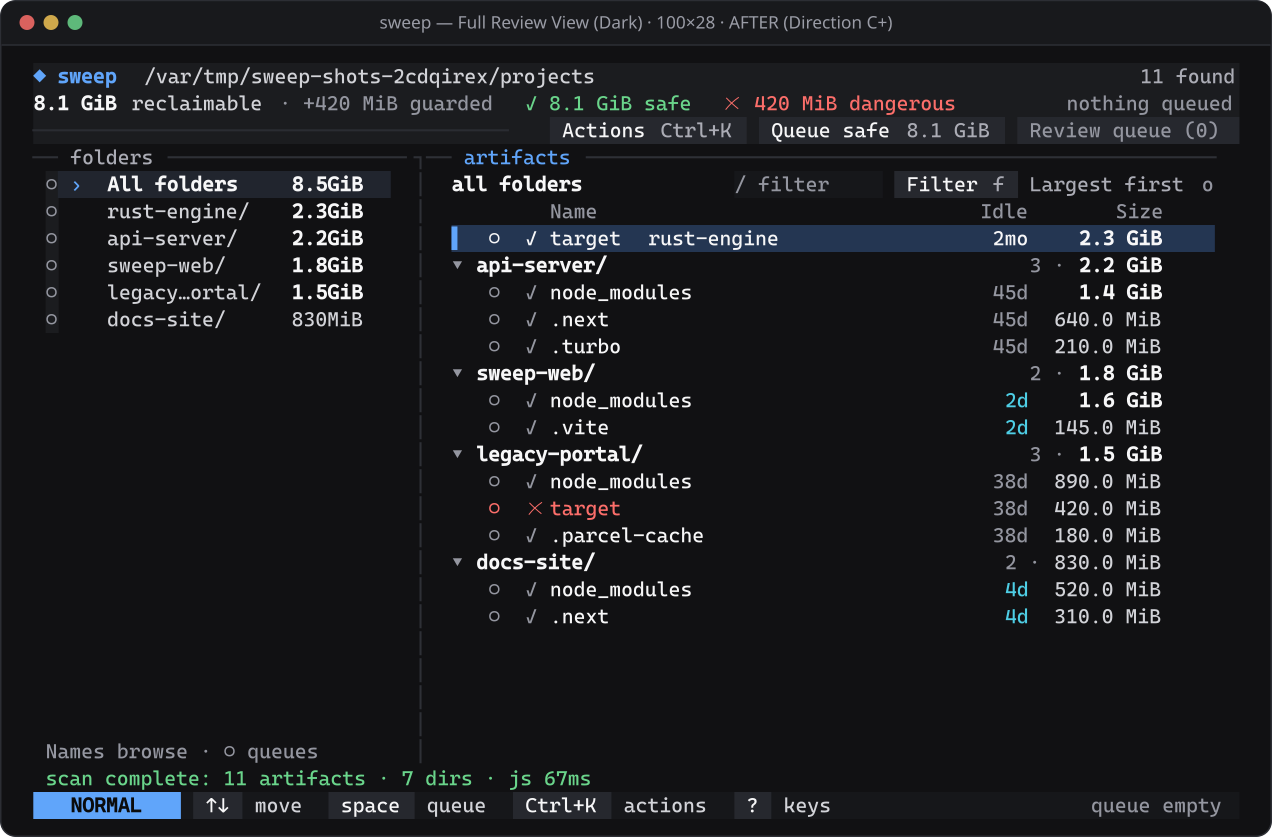 sweep — Full Review View (Dark) · 100×28 · AFTER (Direction C+)
◆ sweep /var/tmp/sweep-shots-2cdqirex/projects 11 found
8.1 GiB reclaimable · +420 MiB guarded ✓ 8.1 GiB safe ✕ 420 MiB dangerous nothing queued
Actions Ctrl+K Queue safe 8.1 GiB Review queue (0)
folders
○ › All folders 8.5GiB
○ rust-engine/ 2.3GiB
○ api-server/ 2.2GiB
○ sweep-web/ 1.8GiB
○ legacy…ortal/ 1.5GiB
○ docs-site/ 830MiB
Names browse · ○ queues
artifacts
all folders / filter Filter f Largest first o
Name Idle Size
○ ✓ target rust-engine 2mo 2.3 GiB
▼ api-server/ 3 · 2.2 GiB
○ ✓ node_modules 45d 1.4 GiB
○ ✓ .next 45d 640.0 MiB
○ ✓ .turbo 45d 210.0 MiB
▼ sweep-web/ 2 · 1.8 GiB
○ ✓ node_modules 2d 1.6 GiB
○ ✓ .vite 2d 145.0 MiB
▼ legacy-portal/ 3 · 1.5 GiB
○ ✓ node_modules 38d 890.0 MiB
○ ✕ target 38d 420.0 MiB
○ ✓ .parcel-cache 38d 180.0 MiB
▼ docs-site/ 2 · 830.0 MiB
○ ✓ node_modules 4d 520.0 MiB
○ ✓ .next 4d 310.0 MiB
scan complete: 11 artifacts · 7 dirs · js 67ms
NORMAL ↑↓ move space queue Ctrl+K actions ? keys queue empty